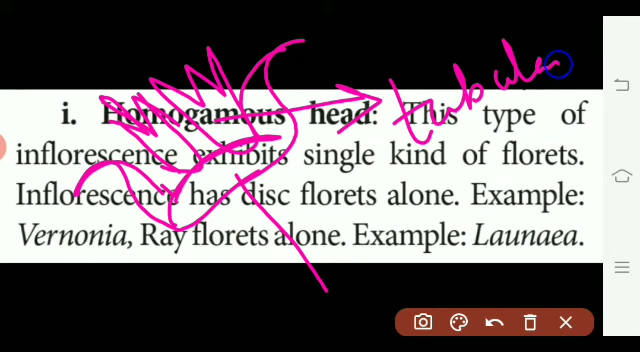 tubular
i. Homogamous head: This type of
inflorescence exhibits single kind of florets.
Inflorescence has disc florets alone. Example:
Vernonia, Ray florets alone. Example: Launaea.